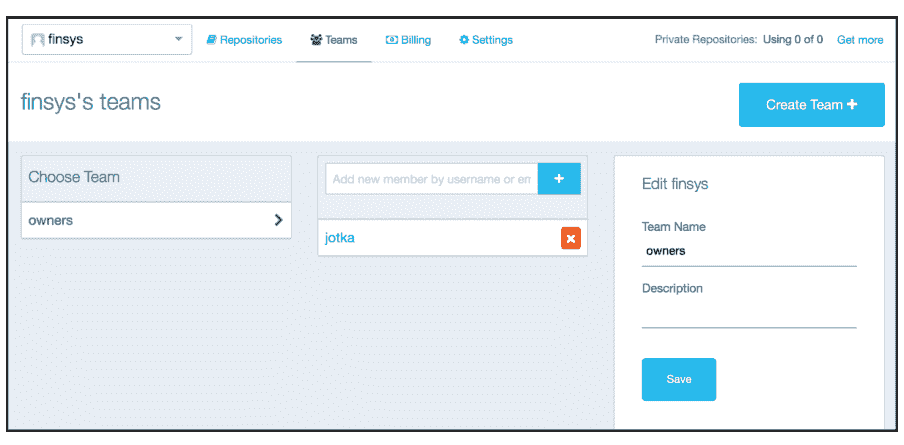 finsys
Repositories
Teams
Billing
Settings
Private Repositories: Using 0 of 0 Get more
finsys's teams
Create Team
Choose Team
owners
Add new member by username or em
jotka
Edit finsys
Team Name
owners
Description
Save